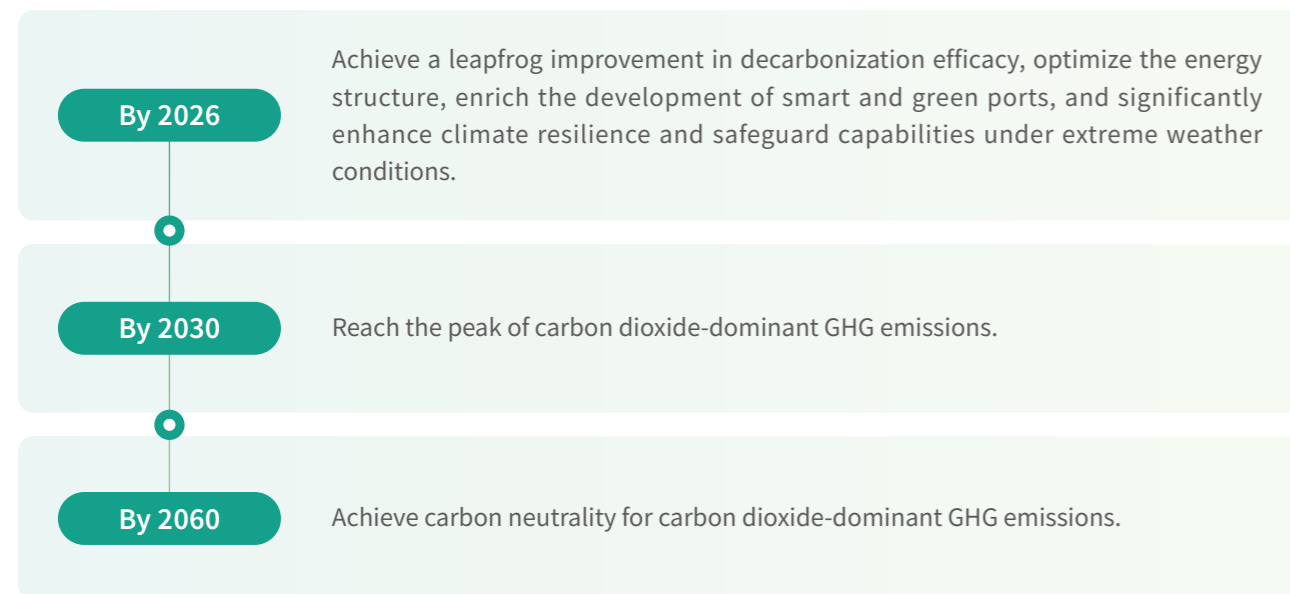 By 2026
Achieve a leapfrog improvement in decarbonization efficacy, optimize the energy
structure, enrich the development of smart and green ports, and significantly
enhance climate resilience and safeguard capabilities under extreme weather
conditions.
By 2030
Reach the peak of carbon dioxide-dominant GHG emissions.
By 2060
Achieve carbon neutrality for carbon dioxide-dominant GHG emissions.